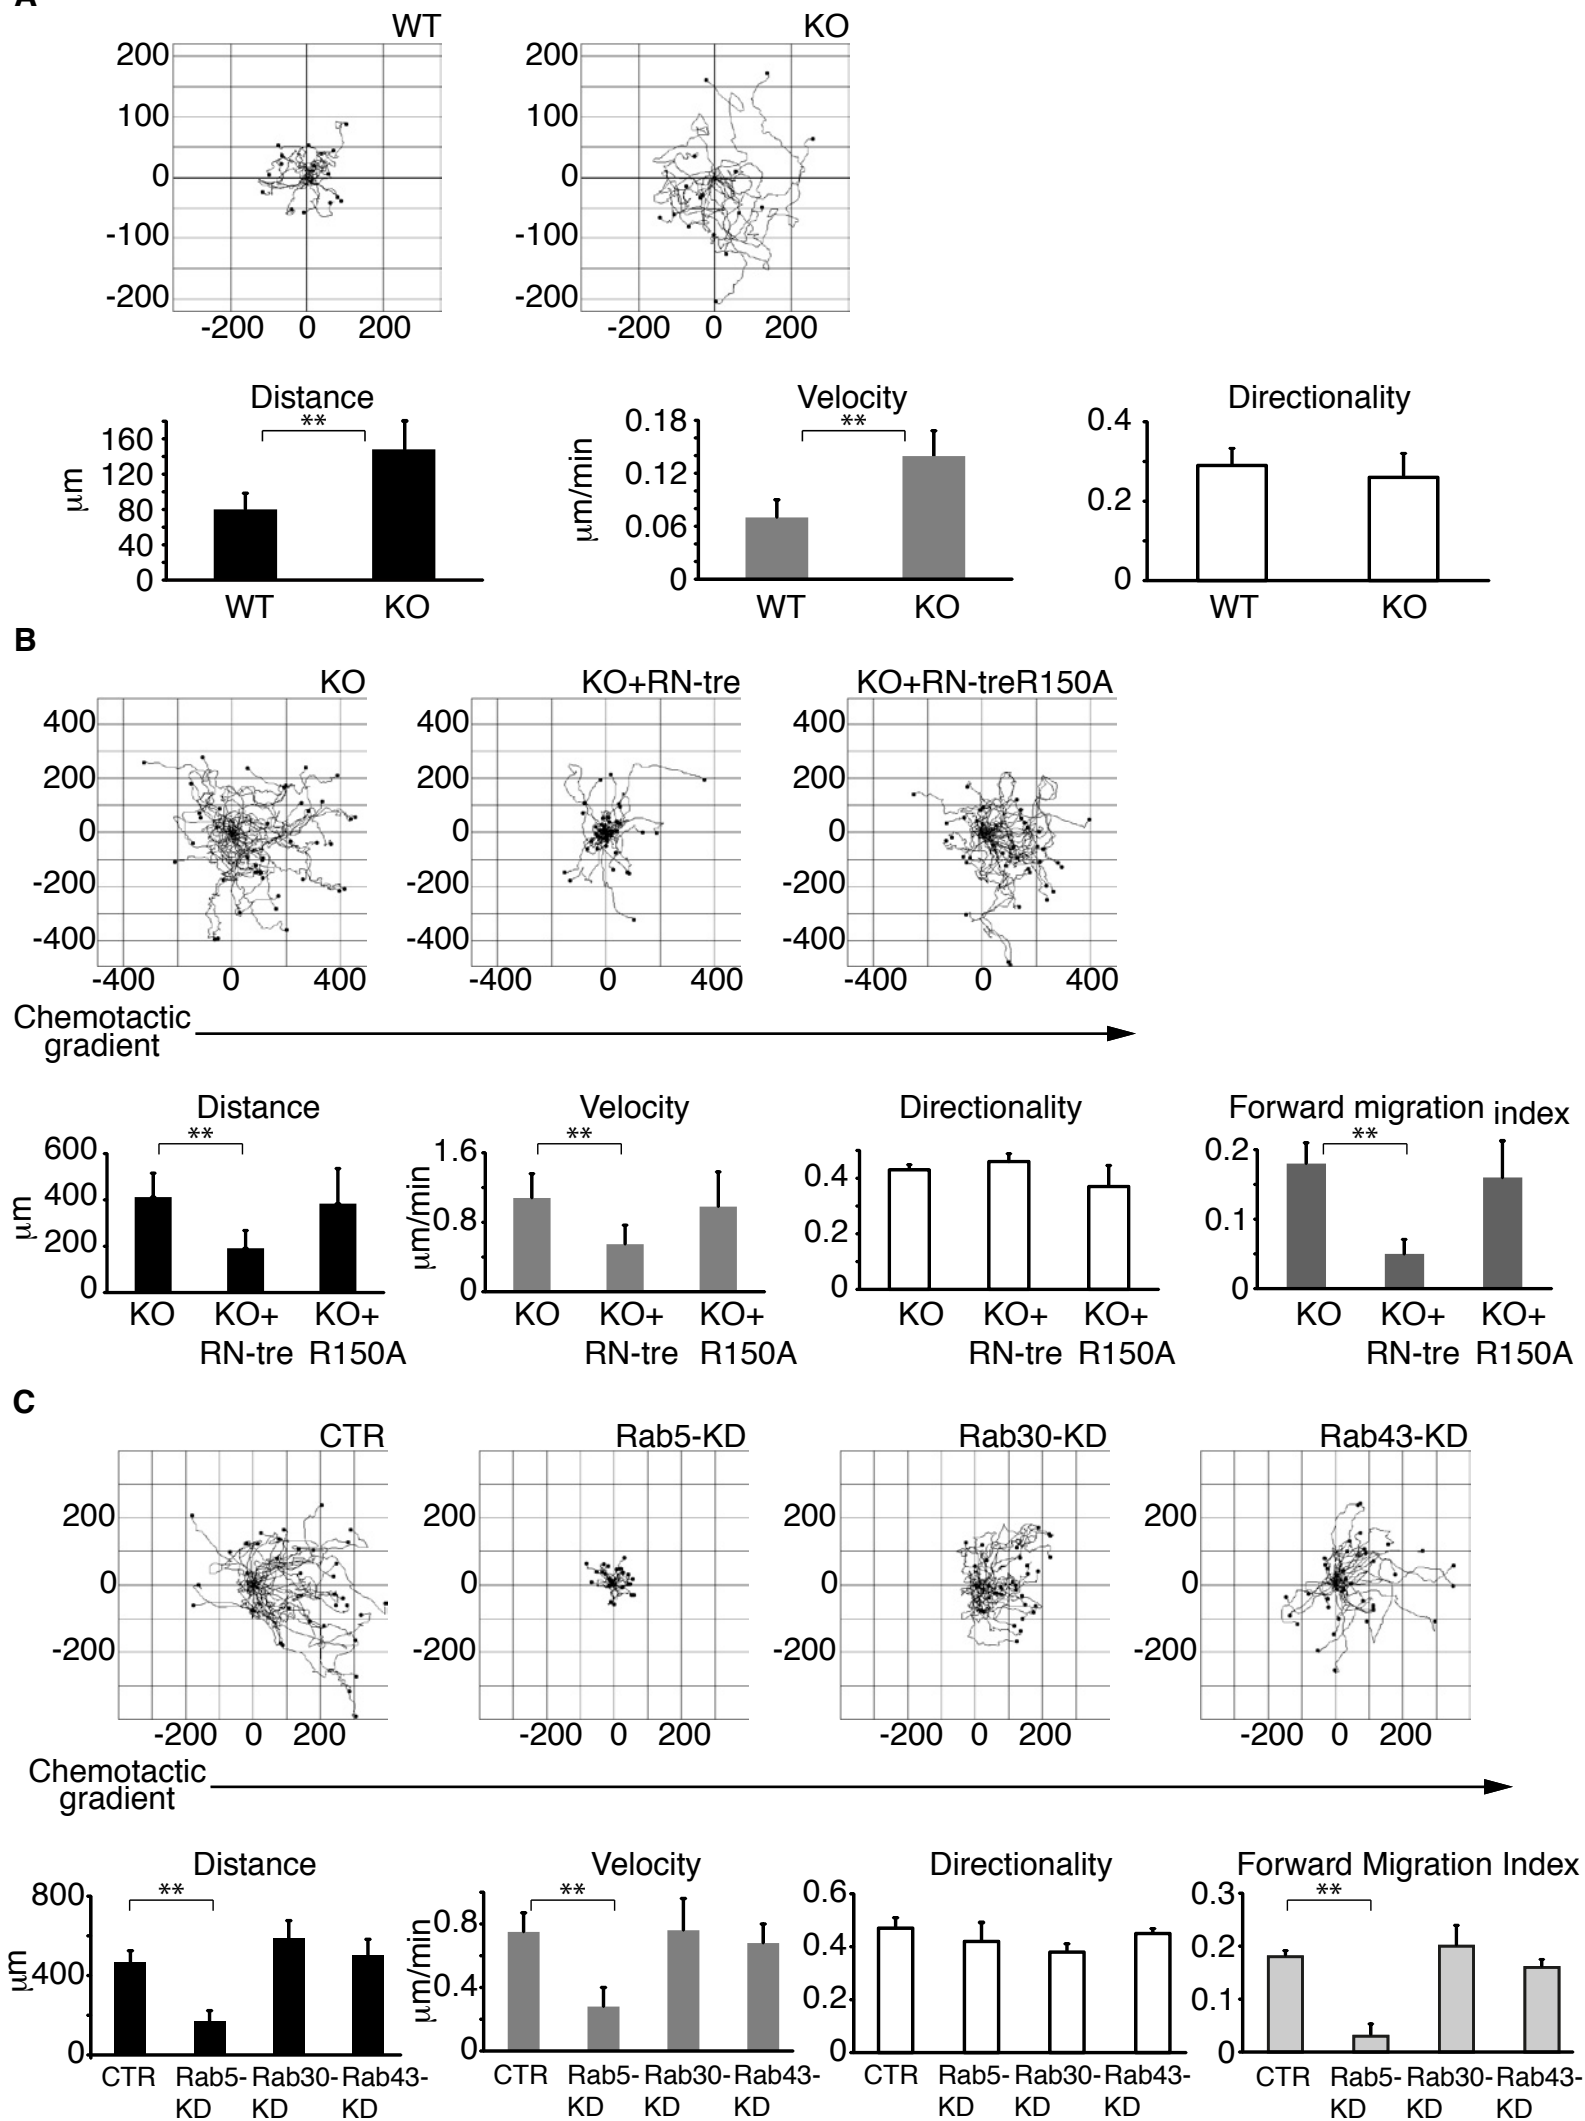 A
WT
KO
200
100
0
-100
-200
-200 0 200
200
100
0
-100
-200
-200 0 200
Distance
**
µm
160
120
80
40
0
WT KO
Velocity
**
µm/min
0.18
0.12
0.06
0
WT KO
Directionality
0.4
0.2
0
WT KO
B
KO
KO+RN-tre
KO+RN-treR150A
400
200
0
-200
-400
-400 0 400
400
200
0
-200
-400
-400 0 400
400
200
0
-200
-400
-400 0 400
Chemotactic
gradient
Distance
**
µm
600
400
200
0
KO KO+ KO+
RN-tre R150A
Velocity
**
µm/min
1.6
0.8
0
KO KO+ KO+
RN-tre R150A
Directionality
0.4
0.2
0
KO KO+ KO+
RN-tre R150A
Forward migration index
**
0.2
0.1
0
KO KO+ KO+
RN-tre R150A
C
CTR
Rab5-KD
Rab30-KD
Rab43-KD
200
0
-200
-200 0 200
200
0
-200
-200 0 200
200
0
-200
-200 0 200
200
0
-200
-200 0 200
Chemotactic
gradient
Distance
**
µm
800
400
0
CTR Rab5- Rab30- Rab43-
KD KD KD
Velocity
**
µm/min
0.8
0.4
0
CTR Rab5- Rab30- Rab43-
KD KD KD
Directionality
0.6
0.4
0.2
0
CTR Rab5- Rab30- Rab43-
KD KD KD
Forward Migration Index
**
0.3
0.2
0.1
0
CTR Rab5- Rab30- Rab43-
KD KD KD